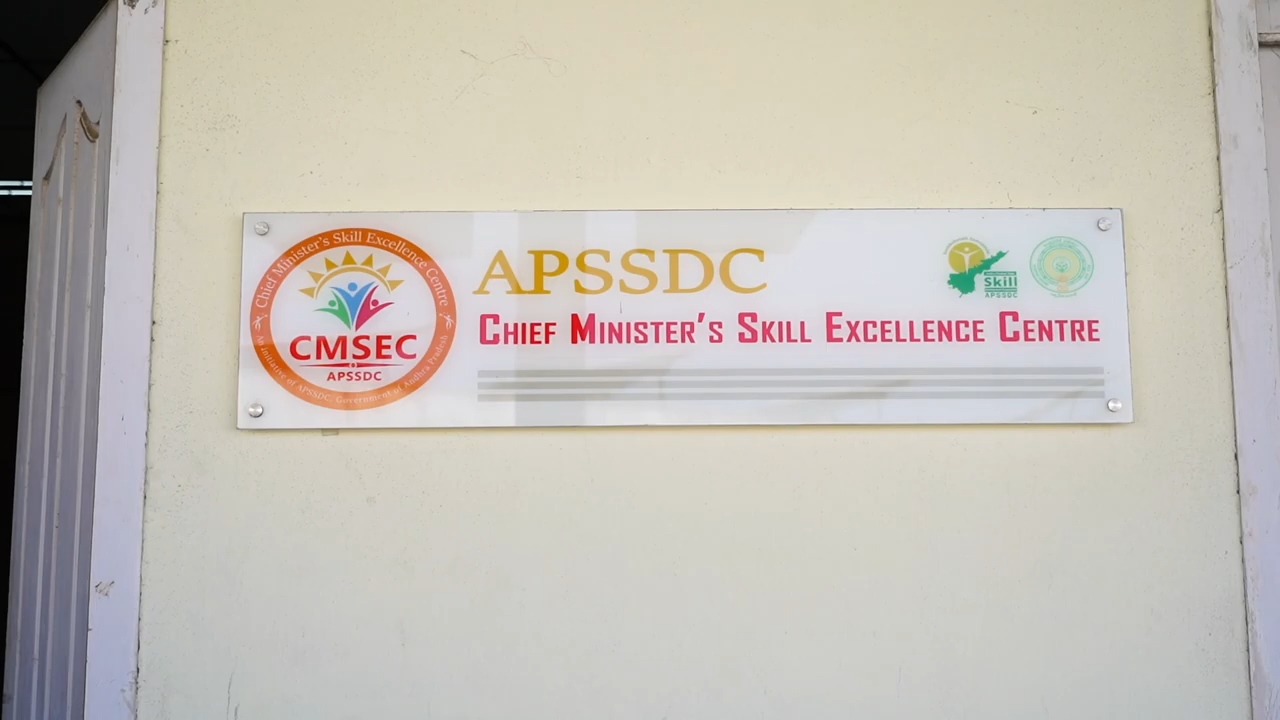 Chief Minister's Skill Excellence Centre
CMSEC
APSSDC
An Initiative of APSSDC, Government of Andhra Pradesh
APSSDC
CHIEF MINISTER'S SKILL EXCELLENCE CENTRE
Skill
APSSDC